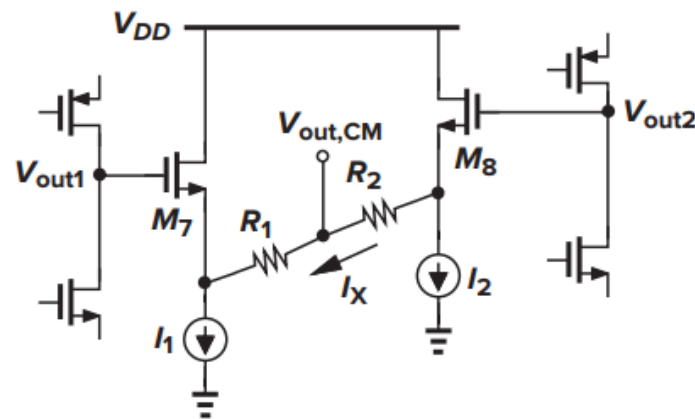 V_DD
V_out,CM
V_out1
V_out2
M_7
M_8
R_1
R_2
I_X
I_1
I_2